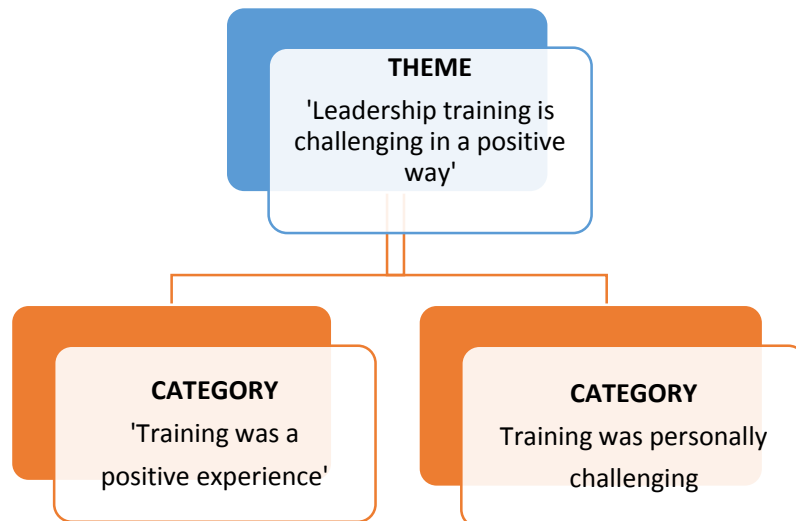 THEME
'Leadership training is
challenging in a positive
way'
CATEGORY
'Training was a
positive experience'
CATEGORY
Training was personally
challenging